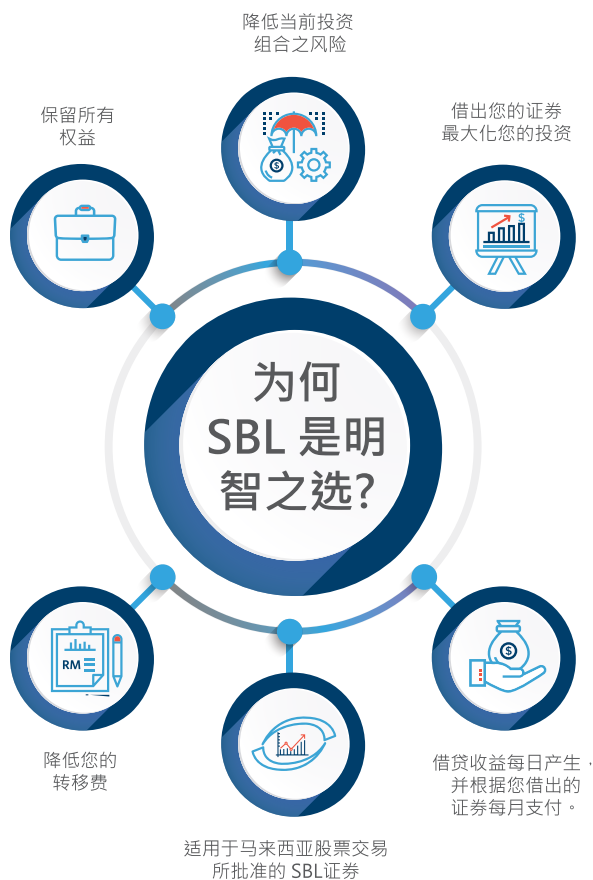 降低当前投资
组合之风险
保留所有
权益
借出您的证券
最大化您的投资
$
$
为何
SBL 是明
智之选?
RM
$
降低您的
转移费
借贷收益每日产生，
并根据您借出的
证券每月支付。
适用于马来西亚股票交易
所批准的 SBL证券